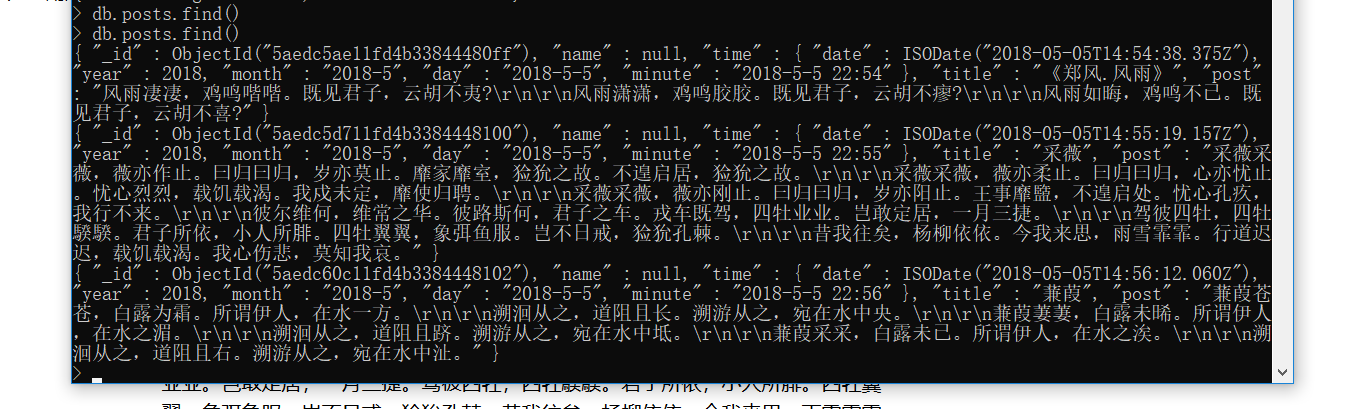 > db.posts.find()
> db.posts.find()
{ "_id" : ObjectId("5aedc5ae11fd4b33844480ff"), "name" : null, "time" : { "date" : ISODate("2018-05-05T14:54:38.375Z"),
"year" : 2018, "month" : "2018-5", "day" : "2018-5-5", "minute" : "2018-5-5 22:54" }, "title" : "《郑风.风雨》", "post"
: "风雨凄凄，鸡鸣喈喈。既见君子，云胡不夷?\r\n\r\n风雨潇潇，鸡鸣胶胶。既见君子，云胡不瘳?\r\n\r\n风雨如晦，鸡鸣不已。既
见君子，云胡不喜?" }
{ "_id" : ObjectId("5aedc5d711fd4b3384448100"), "name" : null, "time" : { "date" : ISODate("2018-05-05T14:55:19.157Z"),
"year" : 2018, "month" : "2018-5", "day" : "2018-5-5", "minute" : "2018-5-5 22:55" }, "title" : "采薇", "post" : "采薇采
薇，薇亦作止。曰归曰归，岁亦莫止。靡家靡室，猃狁之故。不遑启居，猃狁之故。\r\n\r\n采薇采薇，薇亦柔止。曰归曰归，心亦忧止
。忧心烈烈，载饥载渴。我戍未定，靡使归聘。\r\n\r\n采薇采薇，薇亦刚止。曰归曰归，岁亦阳止。王事靡盬，不遑启处。忧心孔疚，
我行不来。\r\n\r\n彼尔维何，维常之华。彼路斯何，君子之车。戎车既驾，四牡业业。岂敢定居，一月三捷。\r\n\r\n驾彼四牡，四牡
骙骙。君子所依，小人所腓。四牡翼翼，象弭鱼服。岂不日戒，猃狁孔棘。\r\n\r\n昔我往矣，杨柳依依。今我来思，雨雪霏霏。行道迟
迟，载饥载渴。我心伤悲，莫知我哀。" }
{ "_id" : ObjectId("5aedc60c11fd4b3384448102"), "name" : null, "time" : { "date" : ISODate("2018-05-05T14:56:12.060Z"),
"year" : 2018, "month" : "2018-5", "day" : "2018-5-5", "minute" : "2018-5-5 22:56" }, "title" : "蒹葭", "post" : "蒹葭苍
苍，白露为霜。所谓伊人，在水一方。\r\n\r\n溯洄从之，道阻且长。溯游从之，宛在水中央。\r\n\r\n蒹葭萋萋，白露未晞。所谓伊人
，在水之湄。\r\n\r\n溯洄从之，道阻且跻。溯游从之，宛在水中坻。\r\n\r\n蒹葭采采，白露未已。所谓伊人，在水之涘。\r\n\r\n溯
洄从之，道阻且右。溯游从之，宛在水中沚。" }
>